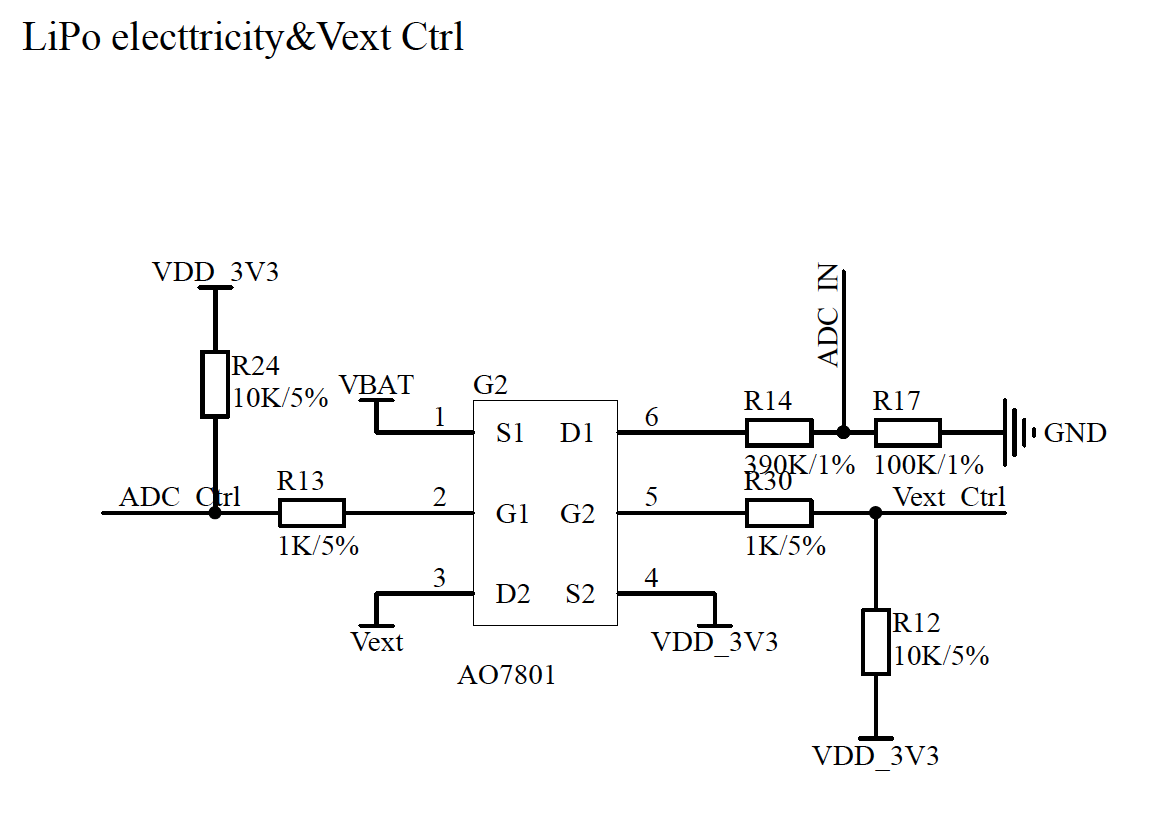 LiPo electtricity&Vext Ctrl
VDD_3V3
ADC_IN
R24
10K/5%
VBAT
G2
R14
R17
1
S1
D1
6
390K/1%
100K/1%
GND
ADC_Ctrl
R13
1K/5%
2
G1
G2
5
R30
1K/5%
Vext_Ctrl
3
D2
S2
4
Vext
VDD_3V3
R12
10K/5%
AO7801
VDD_3V3